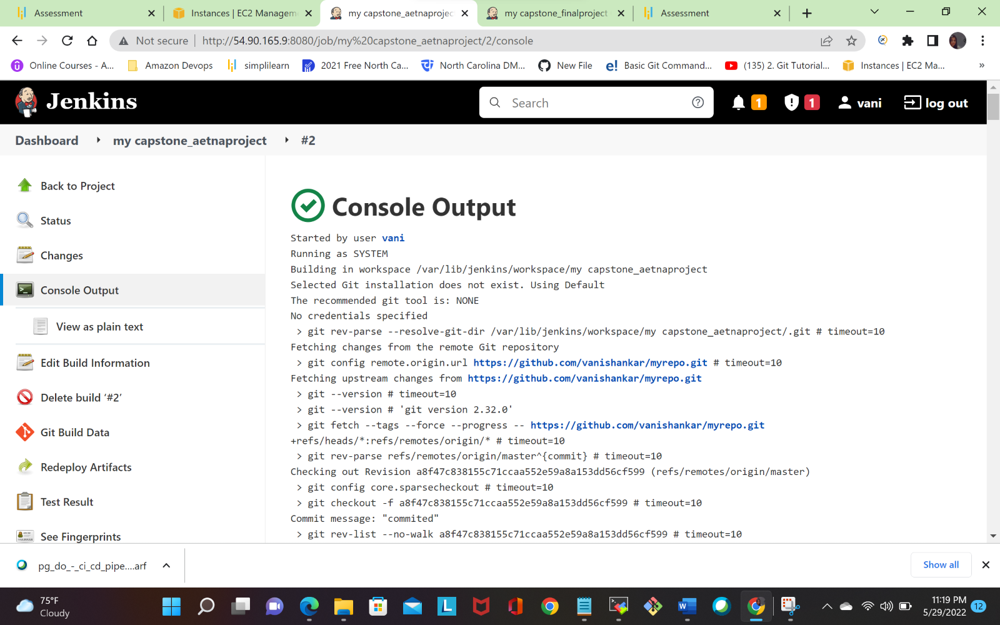 Assessment
Instances | EC2 Managem
my capstone_aetnaprojec
my capstone_finalproject
Assessment
Not secure
http://54.90.165.9:8080/job/my%20capstone_aetnaproject/2/console
Online Courses - A...
Amazon Devops
simplilearn
2021 Free North Ca...
North Carolina DM...
New File
e! Basic Git Command...
(135) 2. Git Tutorial...
Instances | EC2 Ma...
»
Jenkins
Search
1
1
vani
log out
Dashboard
my capstone_aetnaproject
#2
Back to Project
Status
Changes
Console Output
View as plain text
Edit Build Information
Delete build ‘#2’
Git Build Data
Redeploy Artifacts
Test Result
See Fingerprints
Console Output
Started by user vani
Running as SYSTEM
Building in workspace /var/lib/jenkins/workspace/my capstone_aetnaproject
Selected Git installation does not exist. Using Default
The recommended git tool is: NONE
No credentials specified
> git rev-parse --resolve-git-dir /var/lib/jenkins/workspace/my capstone_aetnaproject/.git # timeout=10
Fetching changes from the remote Git repository
> git config remote.origin.url https://github.com/vanishankar/myrepo.git # timeout=10
Fetching upstream changes from https://github.com/vanishankar/myrepo.git
> git --version # timeout=10
> git --version # 'git version 2.32.0'
> git fetch --tags --force --progress -- https://github.com/vanishankar/myrepo.git
+refs/heads/*:refs/remotes/origin/* # timeout=10
> git rev-parse refs/remotes/origin/master^{commit} # timeout=10
Checking out Revision a8f47c838155c71ccaa552e59a8a153dd56cf599 (refs/remotes/origin/master)
> git config core.sparsecheckout # timeout=10
> git checkout -f a8f47c838155c71ccaa552e59a8a153dd56cf599 # timeout=10
Commit message: "commited"
> git rev-list --no-walk a8f47c838155c71ccaa552e59a8a153dd56cf599 # timeout=10
pg_do_-_ci_cd_pipe....arf
Show all
75°F
Cloudy
11:19 PM
5/29/2022
12